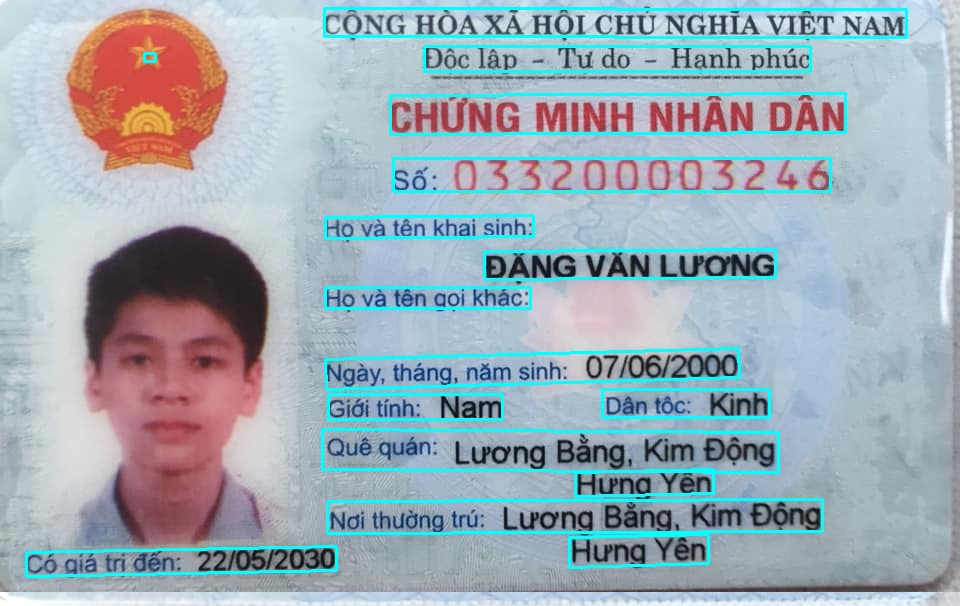 CỘNG HÒA XÃ HỘI CHỦ NGHĨA VIỆT NAM
Độc lập - Tự do - Hạnh phúc
CHỨNG MINH NHÂN DÂN
Số: 033200003246
Họ và tên khai sinh:
ĐẶNG VĂN LƯƠNG
Họ và tên gọi khác:
Ngày, tháng, năm sinh: 07/06/2000
Giới tính: Nam Dân tộc: Kinh
Quê quán: Lương Bằng, Kim Động
Hưng Yên
Nơi thường trú: Lương Bằng, Kim Động
Hưng Yên
Có giá trị đến: 22/05/2030
VIỆT NAM